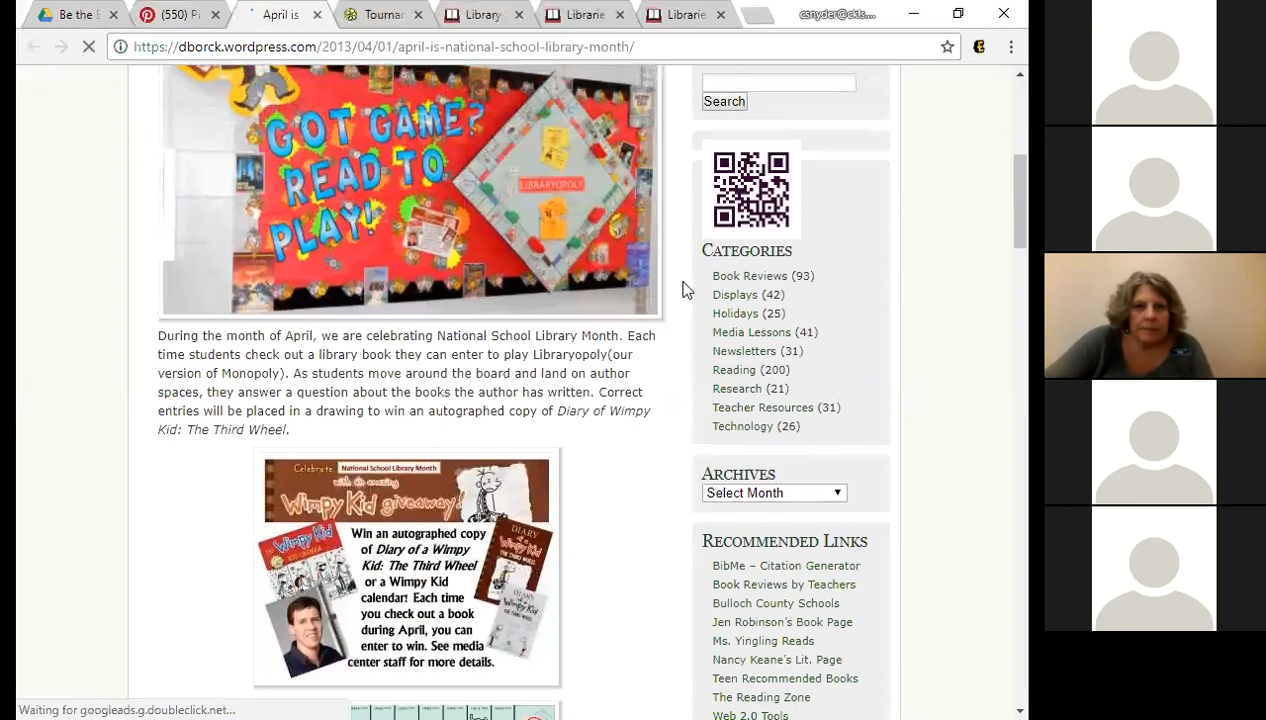 Be the E
(550) Pi
April is
Tournar
Library
Librarie
Librarie
csnyder@ckts...
https://dborck.wordpress.com/2013/04/01/april-is-national-school-library-month/
GOT GAME?
READ TO
PLAY!
LIBRARYOPOLY
During the month of April, we are celebrating National School Library Month. Each
time students check out a library book they can enter to play Libraryopoly(our
version of Monopoly). As students move around the board and land on author
spaces, they answer a question about the books the author has written. Correct
entries will be placed in a drawing to win an autographed copy of Diary of Wimpy
Kid: The Third Wheel.
Celebrate National School Library Month
with an amazing
Wimpy Kid giveaway!
Win an autographed copy
of Diary of a Wimpy
Kid: The Third Wheel
or a Wimpy Kid
calendar! Each time
you check out a book
during April, you can
enter to win. See media
center staff for more details.
Search
Categories
Book Reviews (93)
Displays (42)
Holidays (25)
Media Lessons (41)
Newsletters (31)
Reading (200)
Research (21)
Teacher Resources (31)
Technology (26)
Archives
Select Month
Recommended Links
BibMe – Citation Generator
Book Reviews by Teachers
Bulloch County Schools
Jen Robinson's Book Page
Ms. Yingling Reads
Nancy Keane's Lit. Page
Teen Recommended Books
The Reading Zone
Web 2.0 Tools
Waiting for googleads.g.doubleclick.net...